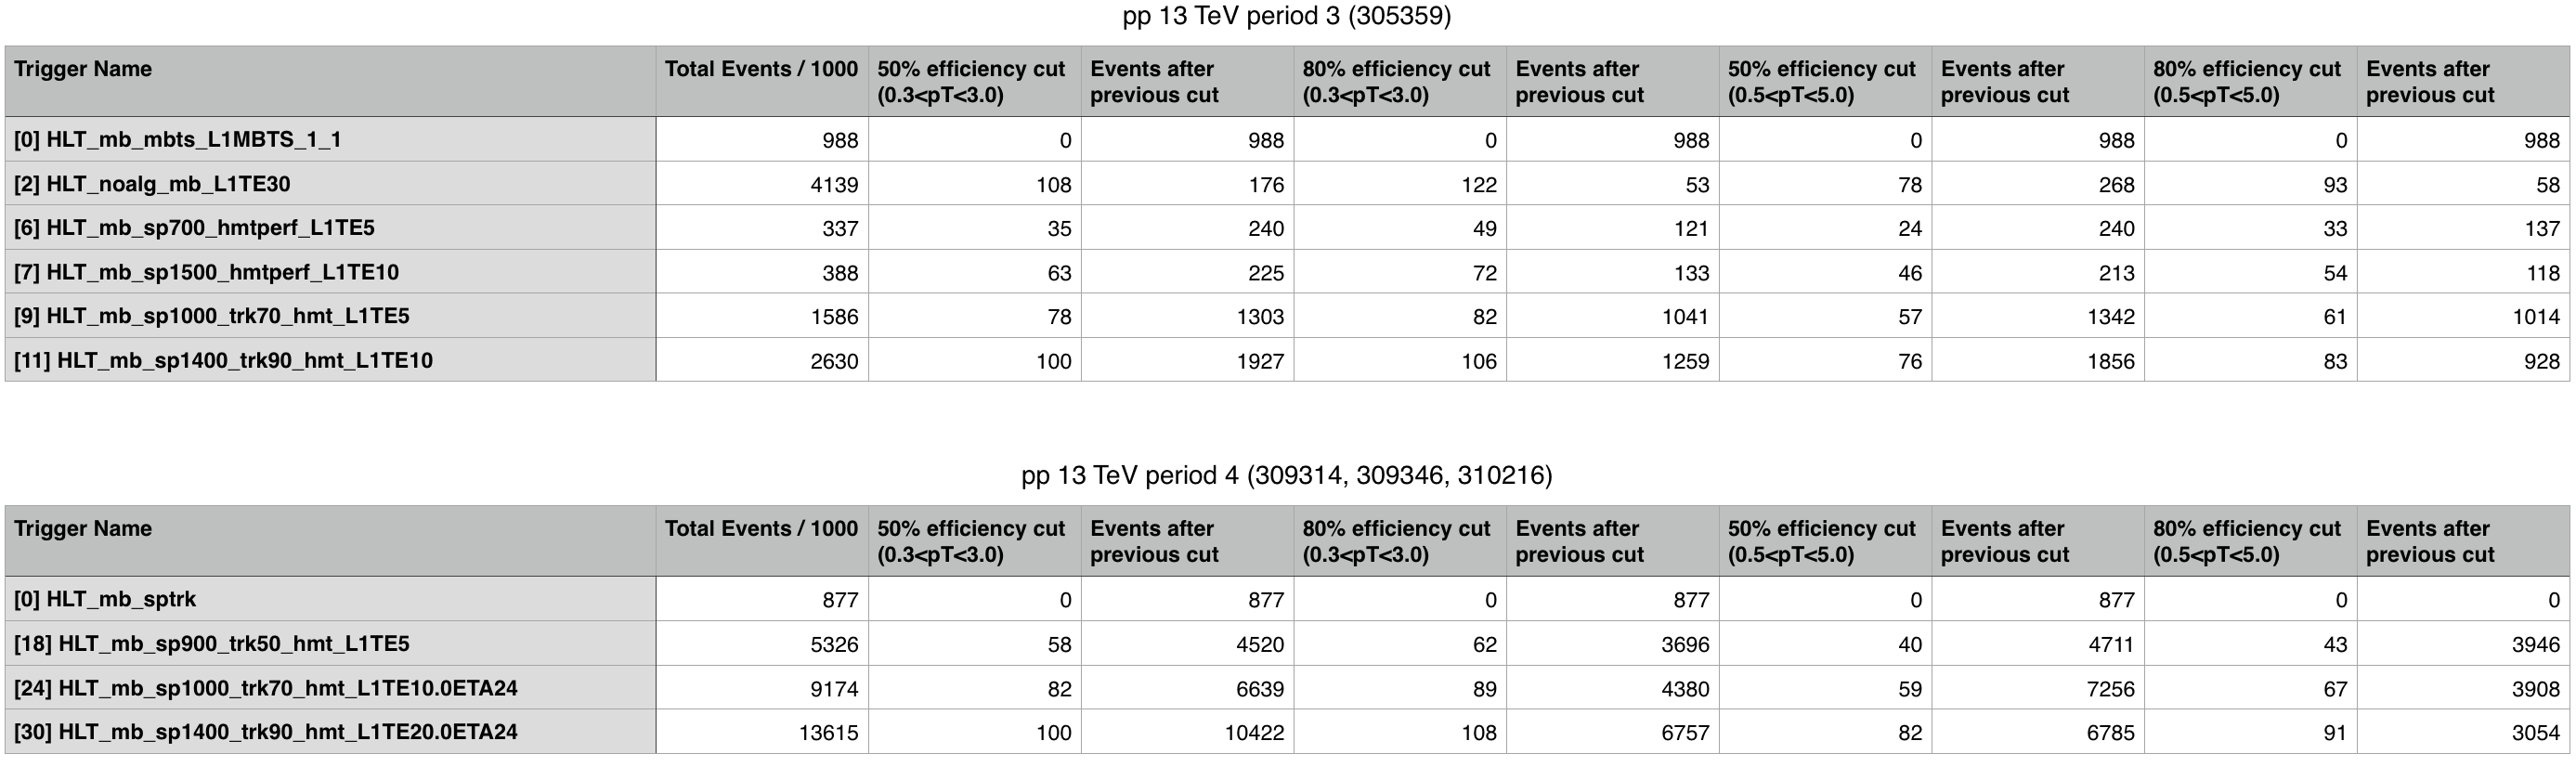 pp 13 TeV period 3 (305359)
Trigger Name Total Events / 1000 50% efficiency cut (0.3<pT<3.0) Events after previous cut 80% efficiency cut (0.3<pT<3.0) Events after previous cut 50% efficiency cut (0.5<pT<5.0) Events after previous cut 80% efficiency cut (0.5<pT<5.0) Events after previous cut
[0] HLT_mb_mbts_L1MBTS_1_1 988 0 988 0 988 0 988 0 988
[2] HLT_noalg_mb_L1TE30 4139 108 176 122 53 78 268 93 58
[6] HLT_mb_sp700_hmtperf_L1TE5 337 35 240 49 121 24 240 33 137
[7] HLT_mb_sp1500_hmtperf_L1TE10 388 63 225 72 133 46 213 54 118
[9] HLT_mb_sp1000_trk70_hmt_L1TE5 1586 78 1303 82 1041 57 1342 61 1014
[11] HLT_mb_sp1400_trk90_hmt_L1TE10 2630 100 1927 106 1259 76 1856 83 928
pp 13 TeV period 4 (309314, 309346, 310216)
Trigger Name Total Events / 1000 50% efficiency cut (0.3<pT<3.0) Events after previous cut 80% efficiency cut (0.3<pT<3.0) Events after previous cut 50% efficiency cut (0.5<pT<5.0) Events after previous cut 80% efficiency cut (0.5<pT<5.0) Events after previous cut
[0] HLT_mb_sptrk 877 0 877 0 877 0 877 0 0
[18] HLT_mb_sp900_trk50_hmt_L1TE5 5326 58 4520 62 3696 40 4711 43 3946
[24] HLT_mb_sp1000_trk70_hmt_L1TE10.0ETA24 9174 82 6639 89 4380 59 7256 67 3908
[30] HLT_mb_sp1400_trk90_hmt_L1TE20.0ETA24 13615 100 10422 108 6757 82 6785 91 3054